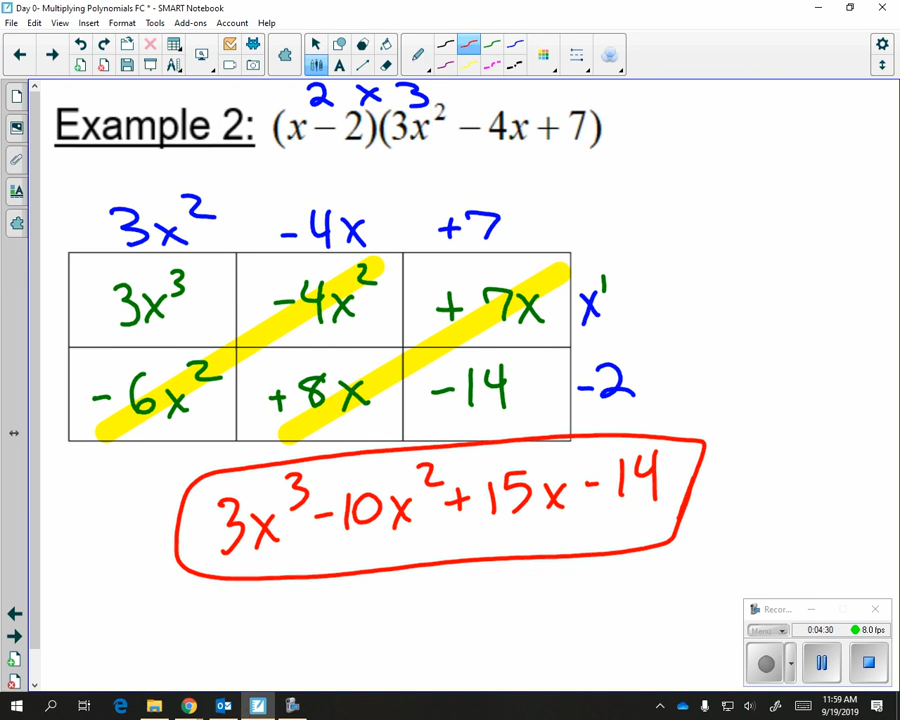 Day 0- Multiplying Polynomials FC * - SMART Notebook
File Edit View Insert Format Tools Add-ons Account Help
2 x 3
Example 2: (x − 2)(3x² − 4x + 7)
3x² -4x +7
3x³ -4x² + 7x x¹
-6x² +8x -14 -2
3x³-10x²+15x-14
Recor...
Menu 0:04:30 8.0 fps
11:59 AM
9/19/2019